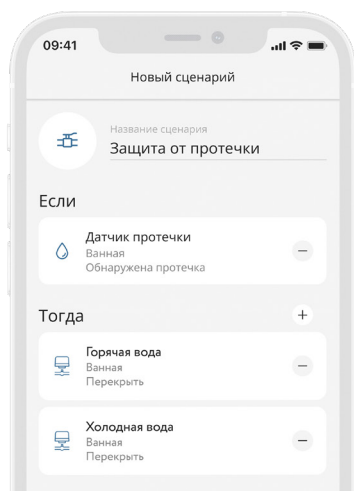 09:41
Новый сценарий
Название сценария
Защита от протечки
Если
Датчик протечки
Ванная
Обнаружена протечка
Тогда
Горячая вода
Ванная
Перекрыть
Холодная вода
Ванная
Перекрыть